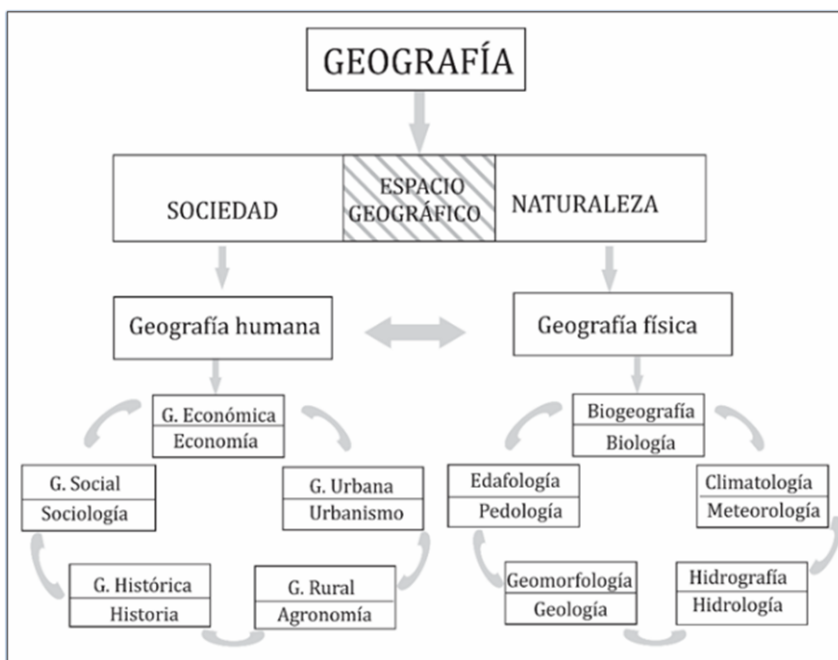 GEOGRAFÍA
SOCIEDAD
ESPACIO
GEOGRÁFICO
NATURALEZA
Geografía humana
Geografía física
G. Económica
Economía
G. Social
Sociología
G. Urbana
Urbanismo
G. Histórica
Historia
G. Rural
Agronomía
Biogeografía
Biología
Edafología
Pedología
Climatología
Meteorología
Geomorfología
Geología
Hidrografía
Hidrología